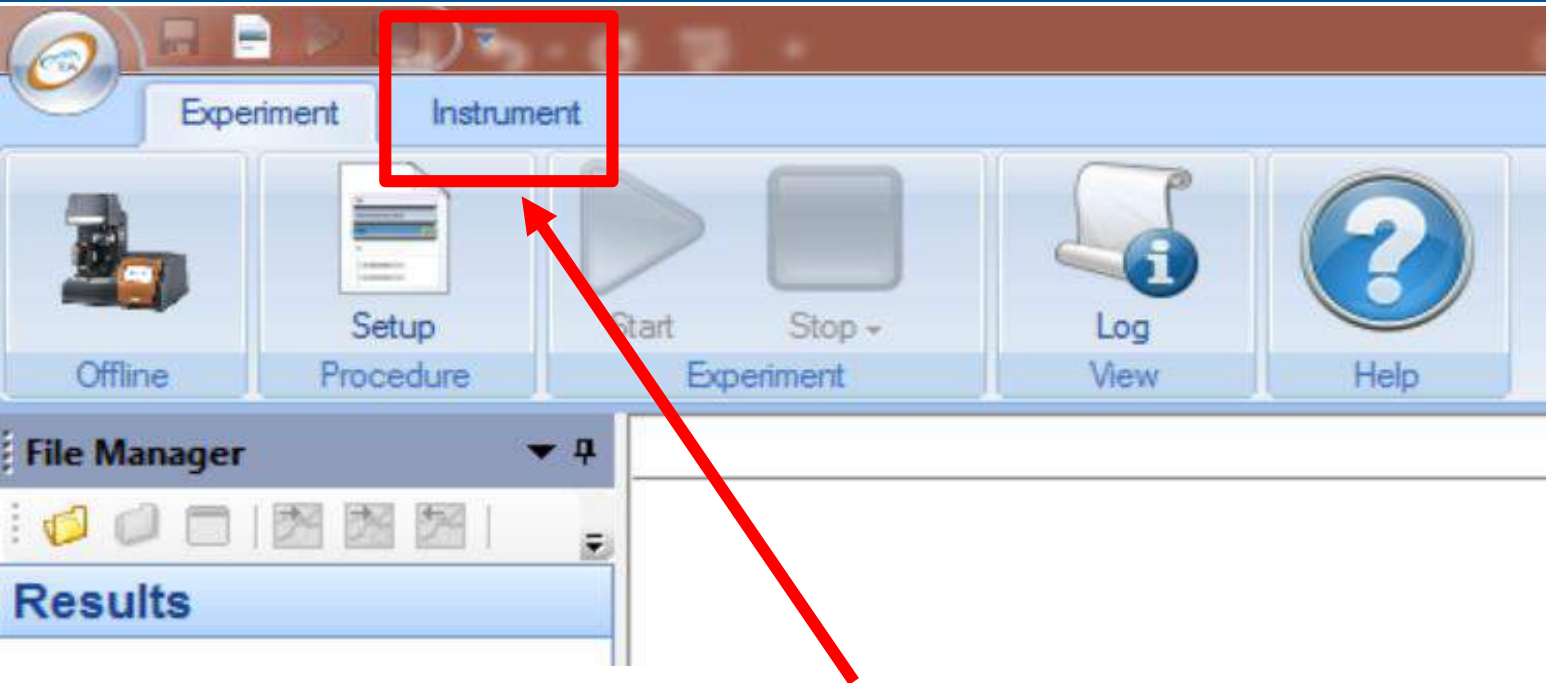 Experiment Instrument
Setup Start Stop Log
Offline Procedure Experiment View Help
File Manager
Results